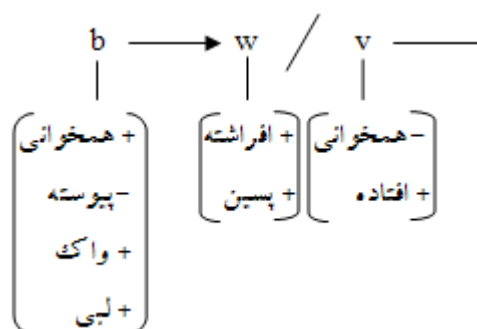 b → w / v —
+ همخوانی
-پیوسته
+ واک
+ لبی
+ افراشته
+ پسین
-همخوانی
+ افتاده